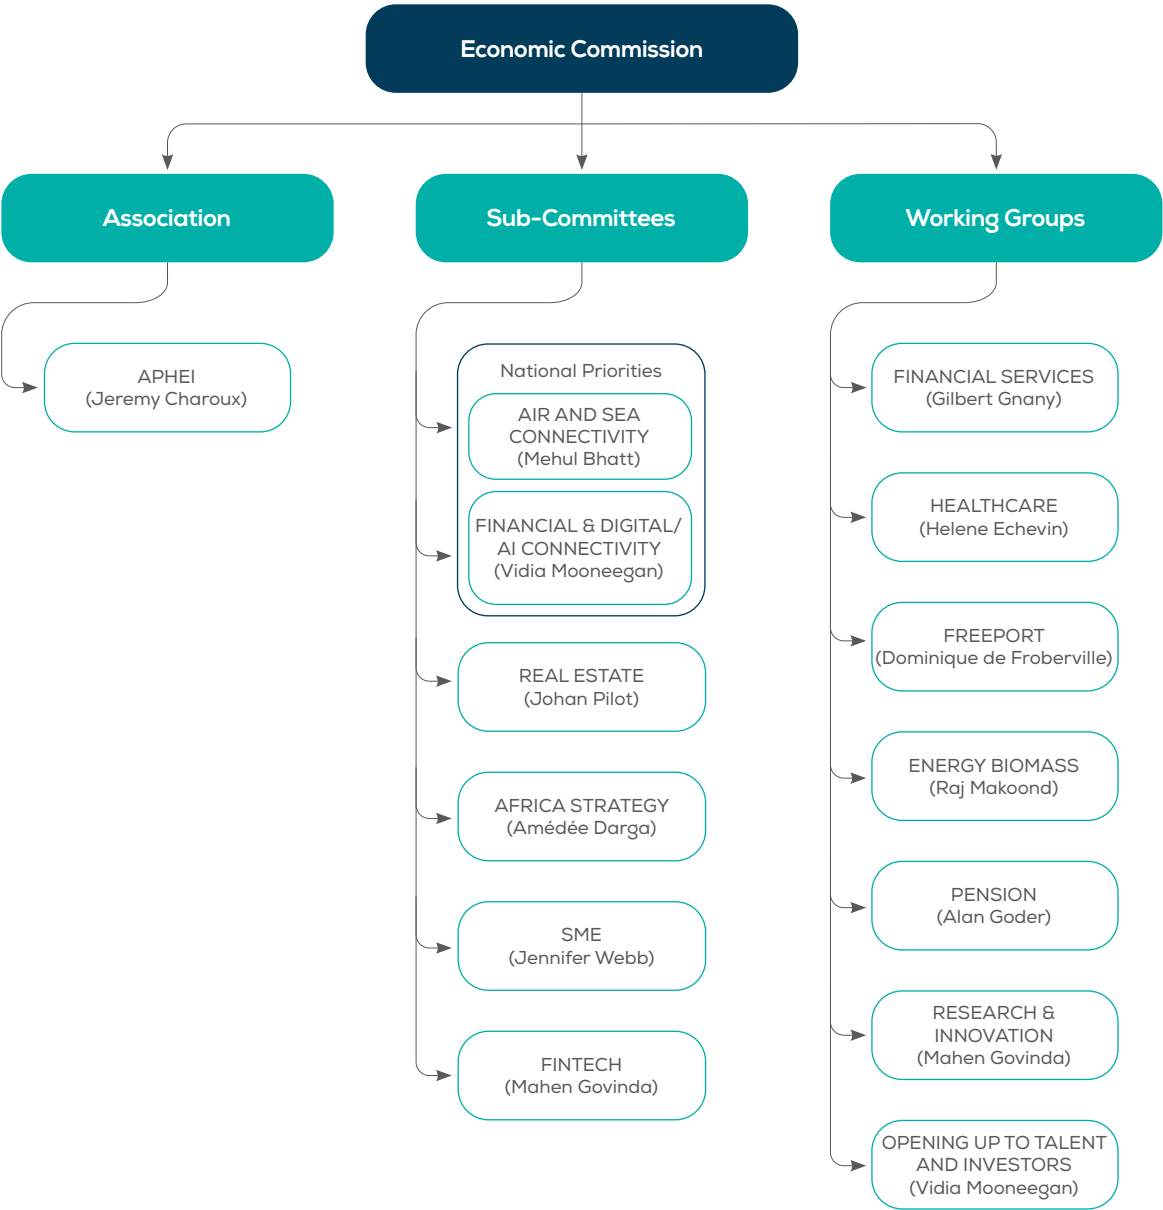 Economic Commission
Association
Sub-Committees
Working Groups
APHEI
(Jeremy Charoux)
National Priorities
AIR AND SEA
CONNECTIVITY
(Mehul Bhatt)
FINANCIAL & DIGITAL/
AI CONNECTIVITY
(Vidia Mooneegan)
REAL ESTATE
(Johan Pilot)
AFRICA STRATEGY
(Amédée Darga)
SME
(Jennifer Webb)
FINTECH
(Mahen Govinda)
FINANCIAL SERVICES
(Gilbert Gnany)
HEALTHCARE
(Helene Echevin)
FREEPORT
(Dominique de Froberville)
ENERGY BIOMASS
(Raj Makoond)
PENSION
(Alan Goder)
RESEARCH &
INNOVATION
(Mahen Govinda)
OPENING UP TO TALENT
AND INVESTORS
(Vidia Mooneegan)